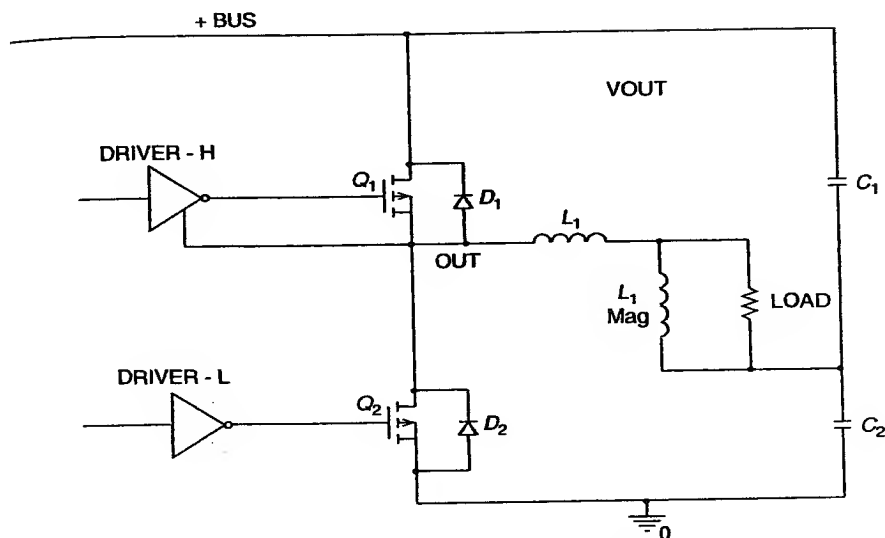 + BUS
VOUT
DRIVER - H
Q1
D1
C1
L1
OUT
L1
Mag
LOAD
DRIVER - L
Q2
D2
C2
0